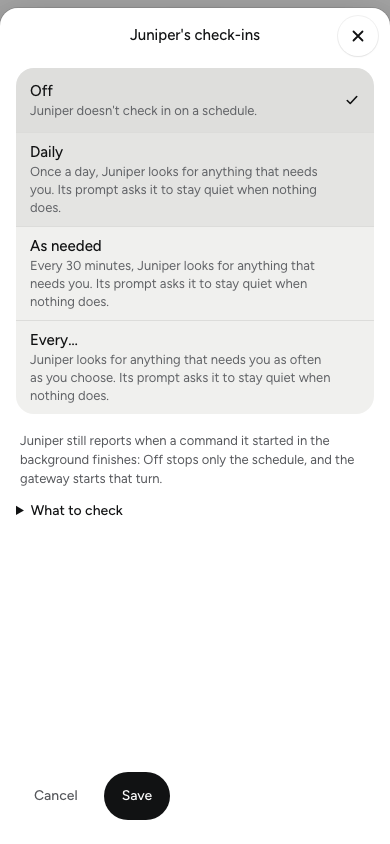 Juniper's check-ins
Off
Juniper doesn't check in on a schedule.
Daily
Once a day, Juniper looks for anything that needs
you. Its prompt asks it to stay quiet when nothing
does.
As needed
Every 30 minutes, Juniper looks for anything that
needs you. Its prompt asks it to stay quiet when
nothing does.
Every...
Juniper looks for anything that needs you as often
as you choose. Its prompt asks it to stay quiet when
nothing does.
Juniper still reports when a command it started in the
background finishes: Off stops only the schedule, and the
gateway starts that turn.
What to check
Cancel
Save